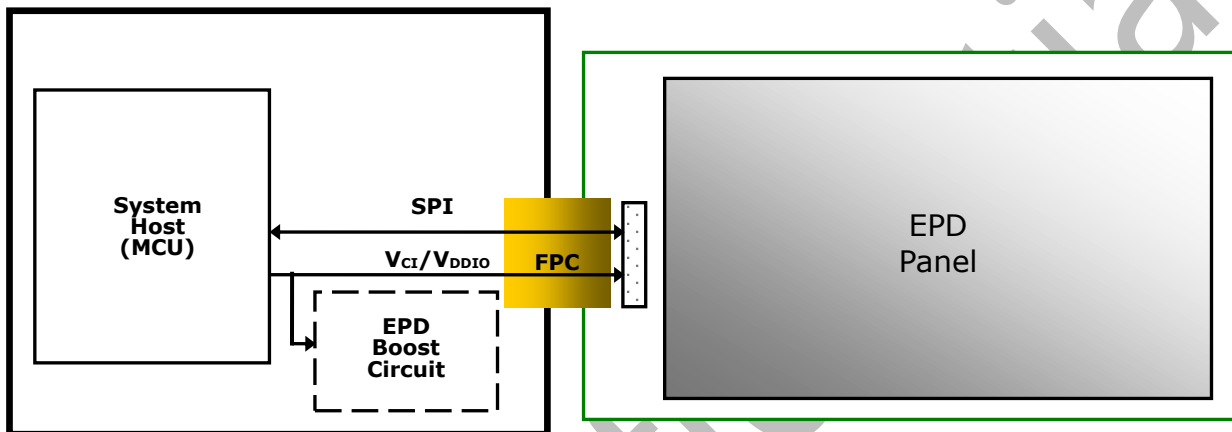 System
Host
(MCU)
SPI
VCI/VDDIO
FPC
EPD
Boost
Circuit
EPD
Panel